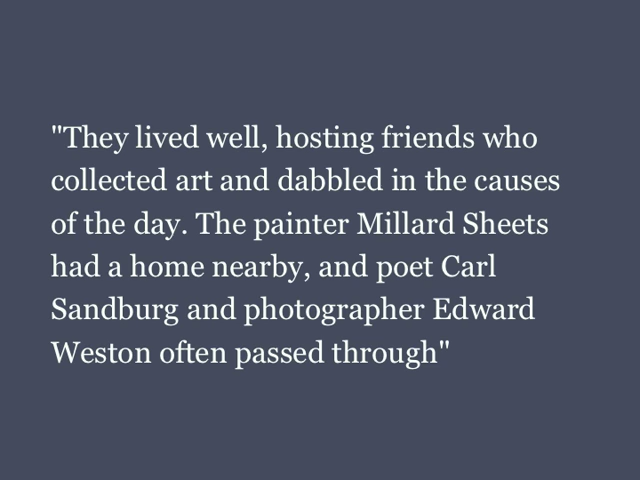 "They lived well, hosting friends who
collected art and dabbled in the causes
of the day. The painter Millard Sheets
had a home nearby, and poet Carl
Sandburg and photographer Edward
Weston often passed through"